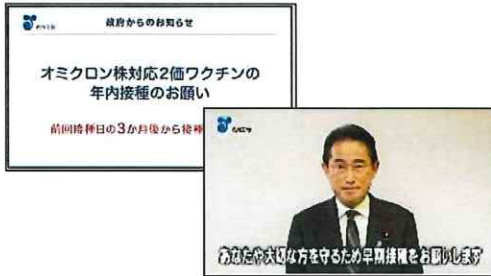 政府からのお知らせ
オミクロン株対応2価ワクチンの
年内接種のお願い
前回接種日の3か月後から接種
あなたや大切な方を守るため早期接種をお願いします